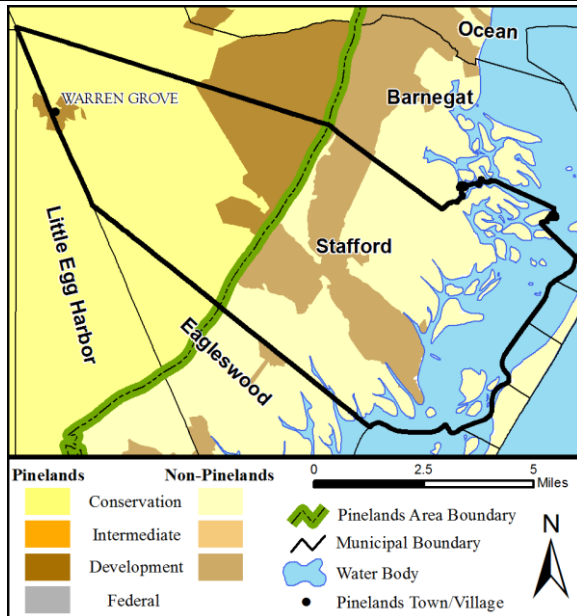 Ocean
Barnegat
WARREN GROVE
Stafford
Little Egg Harbor
Eagleswood
Pinelands
Non-Pinelands
Conservation
Intermediate
Development
Federal
0 2.5 5
Miles
Pinelands Area Boundary
Municipal Boundary
Water Body
Pinelands Town/Village
N